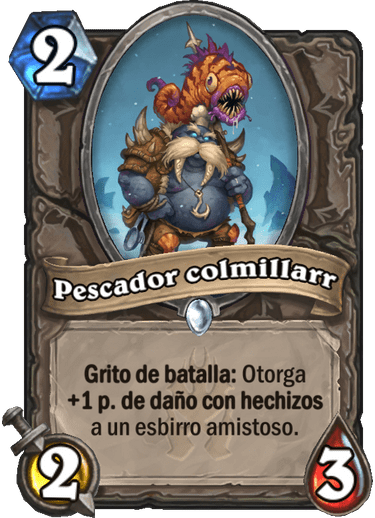 2
Pescador colmillarr
Grito de batalla: Otorga
+1 p. de daño con hechizos
a un esbirro amistoso.
2
3